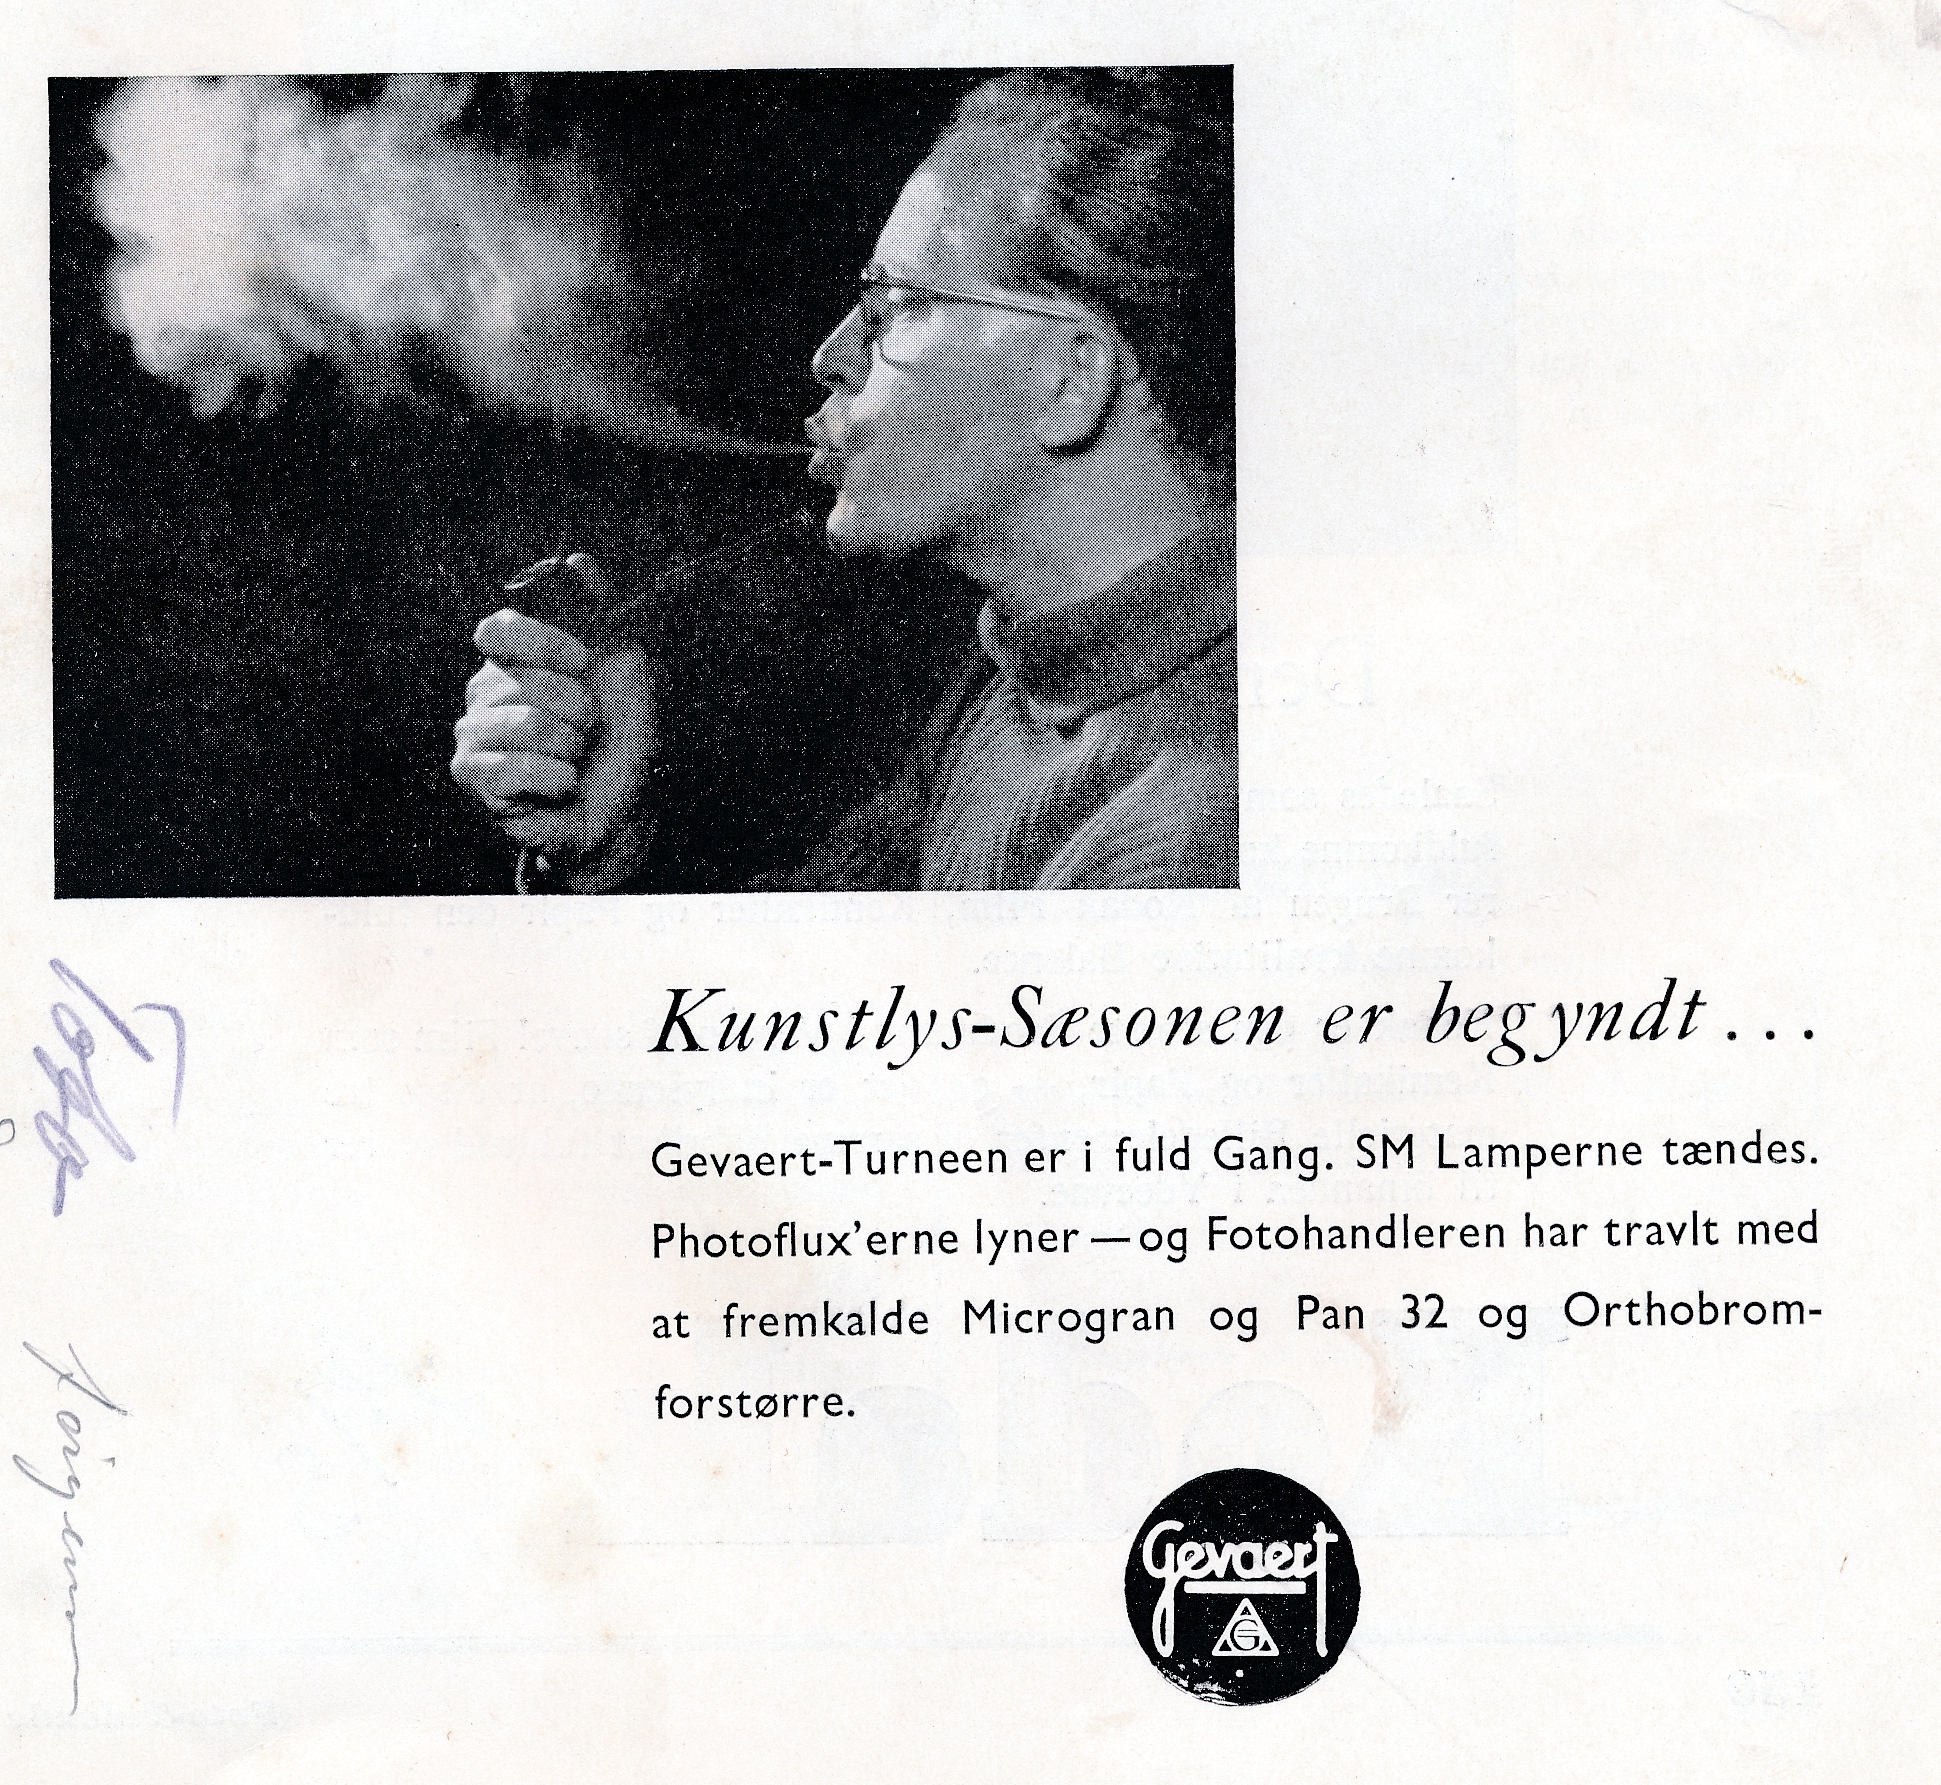 Kunstlys-Sæsonen er begyndt...
Gevaert-Turneen er i fuld Gang. SM Lamperne tændes.
Photoflux'erne lyner—og Fotohandleren har travlt med
at fremkalde Microgran og Pan 32 og Orthobrom-
forstørre.
Gevaert